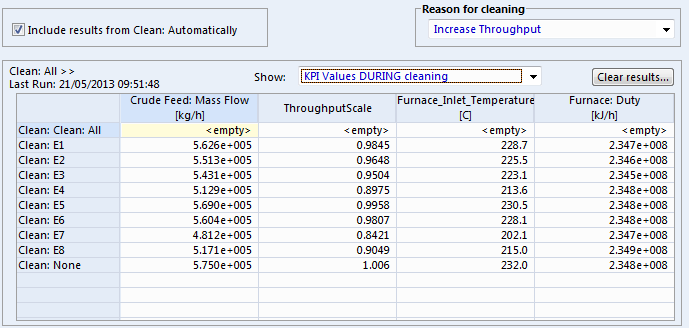 Include results from Clean: Automatically
Reason for cleaning
Increase Throughput
Clean: All >>
Last Run: 21/05/2013 09:51:48
Show: KPI Values DURING cleaning
Clear results...
Crude Feed: Mass Flow [kg/h] ThroughputScale Furnace_Inlet_Temperature [C] Furnace: Duty [kJ/h]
Clean: Clean: All <empty> <empty> <empty> <empty>
Clean: E1 5.626e+005 0.9845 228.7 2.347e+008
Clean: E2 5.513e+005 0.9648 225.5 2.346e+008
Clean: E3 5.431e+005 0.9504 223.1 2.345e+008
Clean: E4 5.129e+005 0.8975 213.6 2.348e+008
Clean: E5 5.690e+005 0.9958 230.5 2.348e+008
Clean: E6 5.604e+005 0.9807 228.1 2.348e+008
Clean: E7 4.812e+005 0.8421 202.1 2.347e+008
Clean: E8 5.171e+005 0.9049 215.0 2.349e+008
Clean: None 5.750e+005 1.006 232.0 2.348e+008